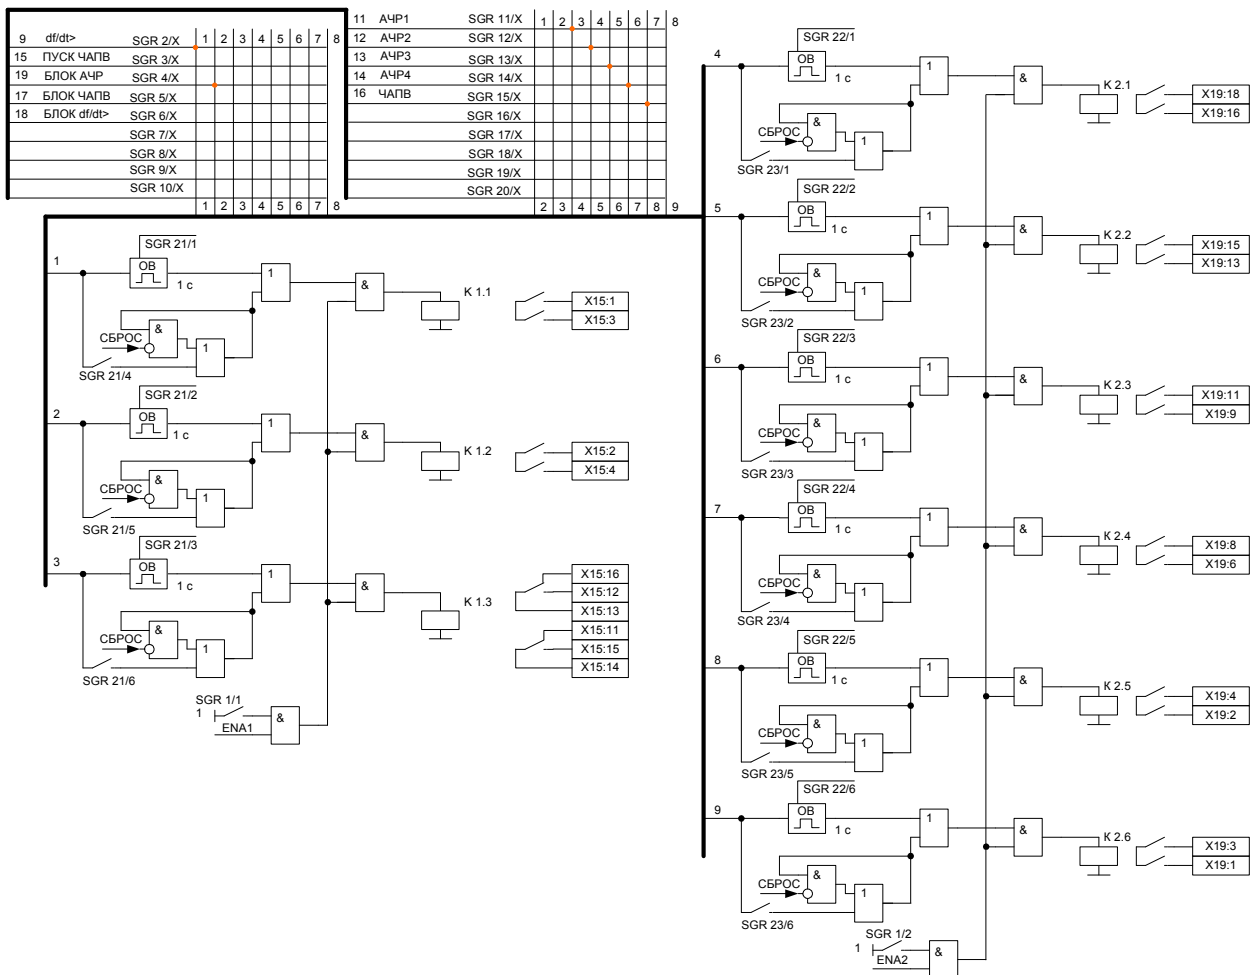 9 df/dt> SGR 2/X 1 2 3 4 5 6 7 8
15 ПУСК ЧАПВ SGR 3/X
19 БЛОК АЧР SGR 4/X
17 БЛОК ЧАПВ SGR 5/X
18 БЛОК df/dt> SGR 6/X
SGR 7/X
SGR 8/X
SGR 9/X
SGR 10/X
1 2 3 4 5 6 7 8
11 АЧР1 SGR 11/X 1 2 3 4 5 6 7 8
12 АЧР2 SGR 12/X
13 АЧР3 SGR 13/X
14 АЧР4 SGR 14/X
16 ЧАПВ SGR 15/X
SGR 16/X
SGR 17/X
SGR 18/X
SGR 19/X
SGR 20/X
2 3 4 5 6 7 8 9
SGR 21/1
1 ОВ 1 с 1 & K 1.1 X15:1
X15:3
& 1
СБРОС
SGR 21/4
SGR 21/2
2 ОВ 1 с 1 & K 1.2 X15:2
X15:4
& 1
СБРОС
SGR 21/5
SGR 21/3
3 ОВ 1 с 1 & K 1.3 X15:16
X15:12
X15:13
X15:11
X15:15
X15:14
& 1
СБРОС
SGR 21/6
SGR 1/1
1 &
ENA1
SGR 22/1
4 ОВ 1 с 1 & K 2.1 X19:18
X19:16
& 1
СБРОС
SGR 23/1
SGR 22/2
5 ОВ 1 с 1 & K 2.2 X19:15
X19:13
& 1
СБРОС
SGR 23/2
SGR 22/3
6 ОВ 1 с 1 & K 2.3 X19:11
X19:9
& 1
СБРОС
SGR 23/3
SGR 22/4
7 ОВ 1 с 1 & K 2.4 X19:8
X19:6
& 1
СБРОС
SGR 23/4
SGR 22/5
8 ОВ 1 с 1 & K 2.5 X19:4
X19:2
& 1
СБРОС
SGR 23/5
SGR 22/6
9 ОВ 1 с 1 & K 2.6 X19:3
X19:1
& 1
СБРОС
SGR 23/6
SGR 1/2
1 &
ENA2